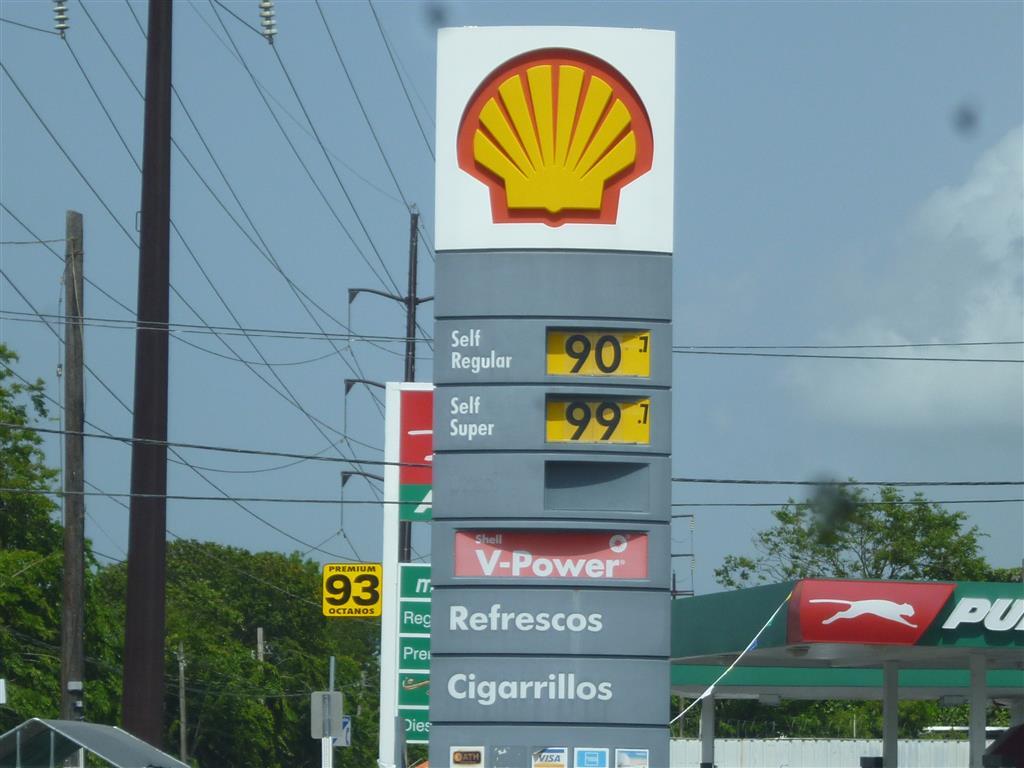 Self
Regular
90 .7
Self
Super
99 .7
Shell
V-Power
Refrescos
Cigarrillos
ATH
VISA
PREMIUM
93
OCTANOS
Reg
Pre
Dies
PU